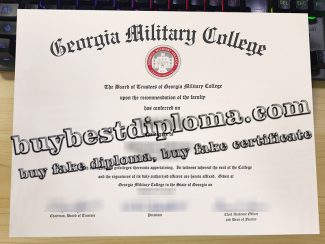 Georgia Military College
The Board of Trustees of Georgia Military College
upon the recommendation of the faculty
has conferred on
buybestdiploma.com
buy fake diploma, buy fake certificate
privileges thereunto appertaining. In witness whereof the seal of the College
and the signatures of its duly authorized officers are hereto affixed. Given at
Georgia Military College in the State of Georgia on
Chairman, Board of Trustees
President
Chief Academic Officer
and Dean of Faculty